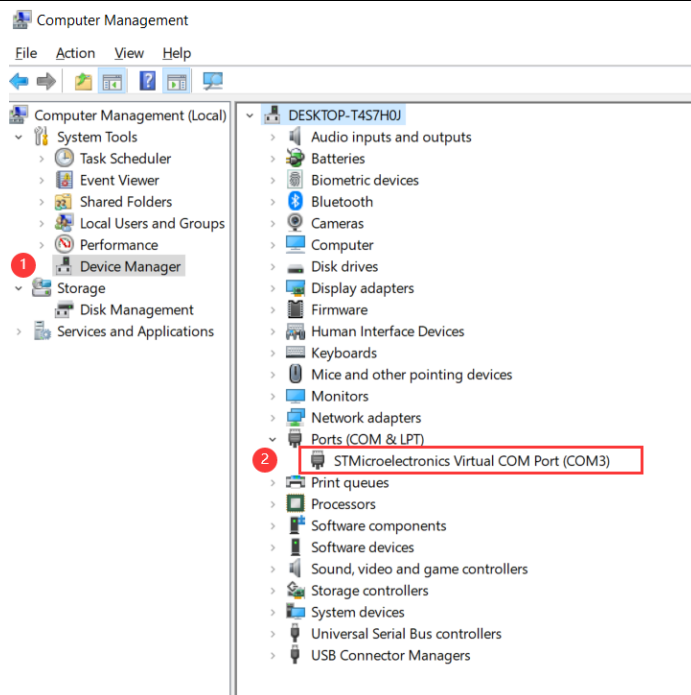 Computer Management
File Action View Help
Computer Management (Local)
System Tools
Task Scheduler
Event Viewer
Shared Folders
Local Users and Groups
Performance
1 Device Manager
Storage
Disk Management
Services and Applications
DESKTOP-T4S7H0J
Audio inputs and outputs
Batteries
Biometric devices
Bluetooth
Cameras
Computer
Disk drives
Display adapters
Firmware
Human Interface Devices
Keyboards
Mice and other pointing devices
Monitors
Network adapters
Ports (COM & LPT)
2 STMicroelectronics Virtual COM Port (COM3)
Print queues
Processors
Software components
Software devices
Sound, video and game controllers
Storage controllers
System devices
Universal Serial Bus controllers
USB Connector Managers